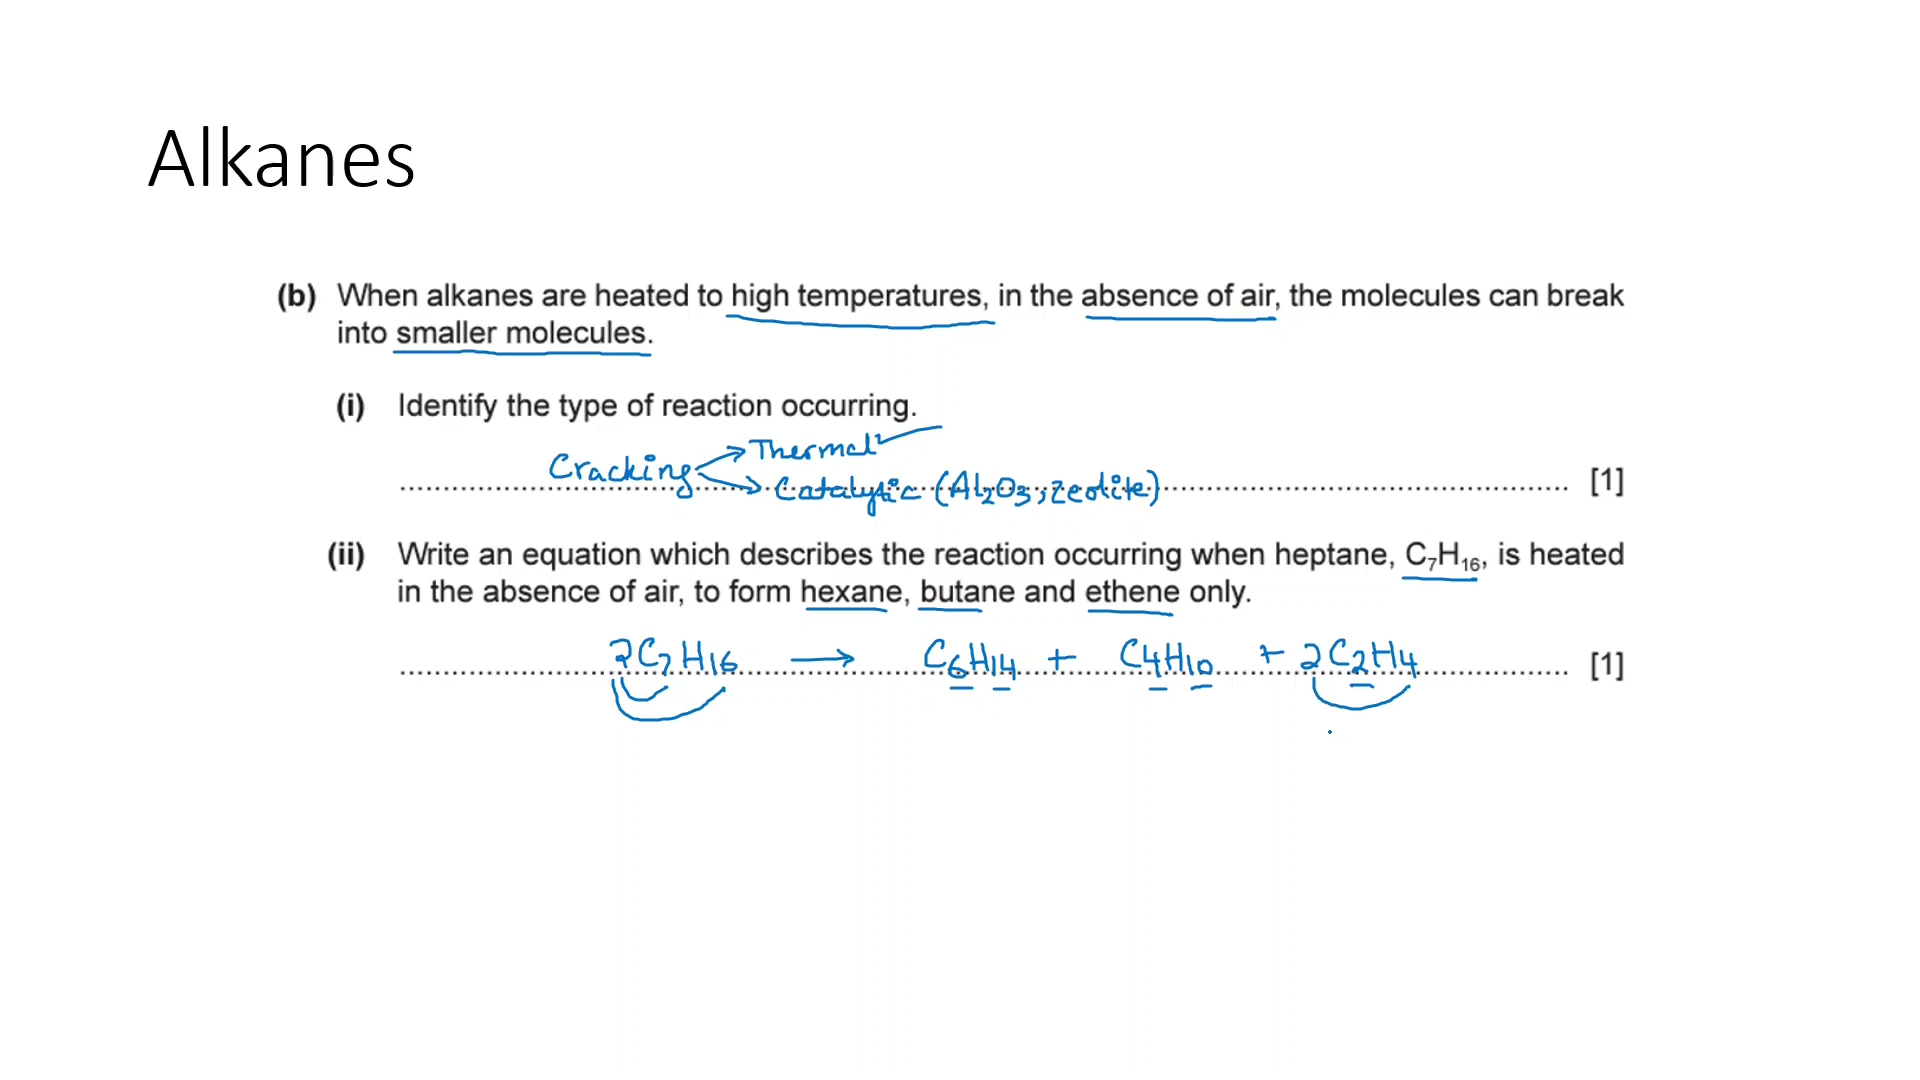 Alkanes
(b) When alkanes are heated to high temperatures, in the absence of air, the molecules can break
into smaller molecules.
(i) Identify the type of reaction occurring.
Thermal
Cracking
Catalytic (Al₂O₃, zeolite)
[1]
(ii) Write an equation which describes the reaction occurring when heptane, C₇H₁₆, is heated
in the absence of air, to form hexane, butane and ethene only.
2C₇H₁₆ → C₆H₁₄ + C₄H₁₀ + 2C₂H₄ [1]